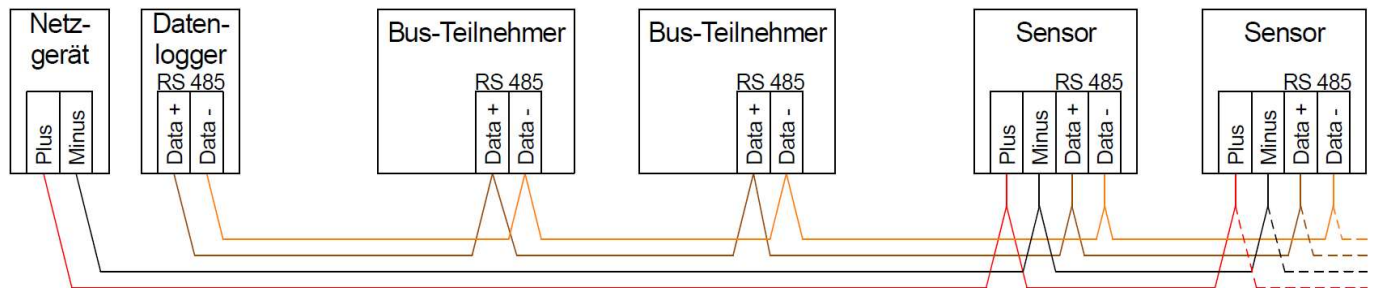 Netz-
gerät
Plus
Minus
Daten-
logger
RS 485
Data +
Data -
Bus-Teilnehmer
RS 485
Data +
Data -
Bus-Teilnehmer
RS 485
Data +
Data -
Sensor
RS 485
Plus
Minus
Data +
Data -
Sensor
RS 485
Plus
Minus
Data +
Data -